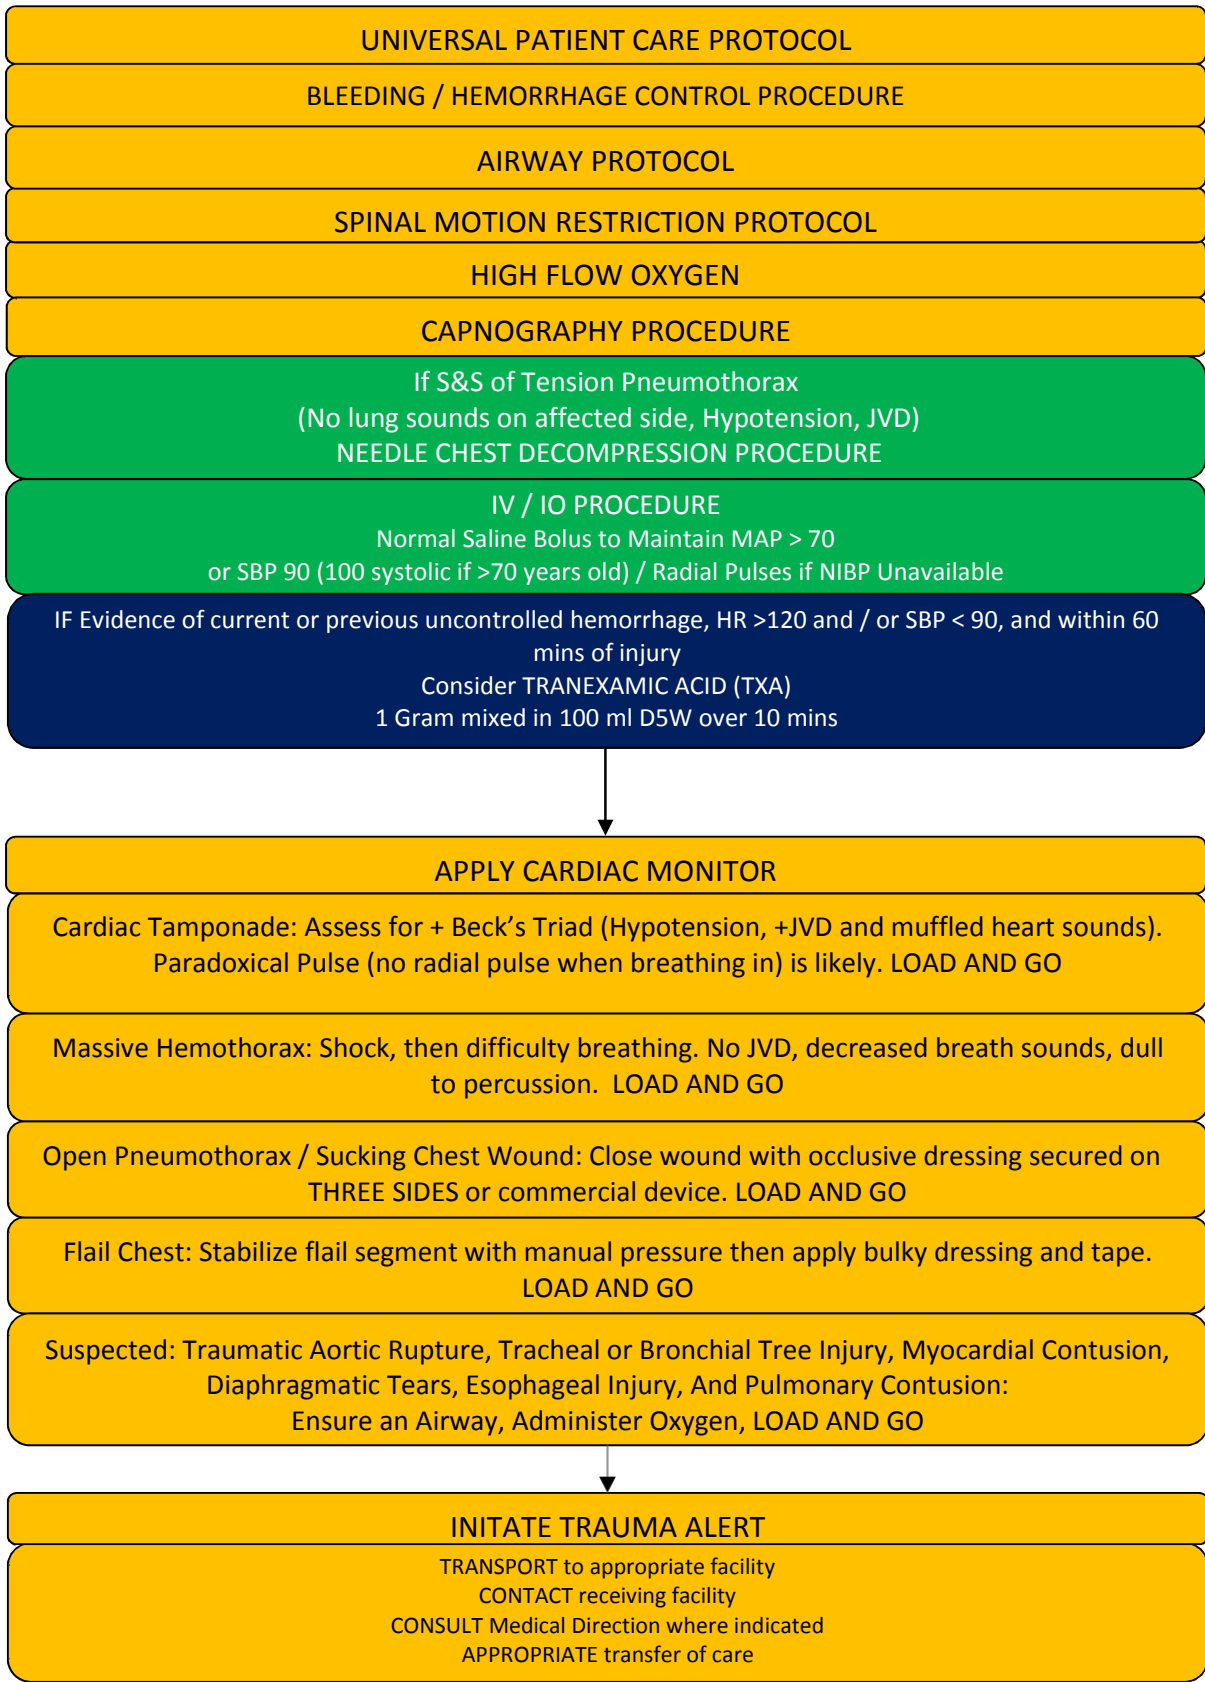 UNIVERSAL PATIENT CARE PROTOCOL
BLEEDING / HEMORRHAGE CONTROL PROCEDURE
AIRWAY PROTOCOL
SPINAL MOTION RESTRICTION PROTOCOL
HIGH FLOW OXYGEN
CAPNOGRAPHY PROCEDURE
If S&S of Tension Pneumothorax
(No lung sounds on affected side, Hypotension, JVD)
NEEDLE CHEST DECOMPRESSION PROCEDURE
IV / IO PROCEDURE
Normal Saline Bolus to Maintain MAP > 70
or SBP 90 (100 systolic if >70 years old) / Radial Pulses if NIBP Unavailable
IF Evidence of current or previous uncontrolled hemorrhage, HR >120 and / or SBP < 90, and within 60
mins of injury
Consider TRANEXAMIC ACID (TXA)
1 Gram mixed in 100 ml D5W over 10 mins
APPLY CARDIAC MONITOR
Cardiac Tamponade: Assess for + Beck’s Triad (Hypotension, +JVD and muffled heart sounds).
Paradoxical Pulse (no radial pulse when breathing in) is likely. LOAD AND GO
Massive Hemothorax: Shock, then difficulty breathing. No JVD, decreased breath sounds, dull
to percussion. LOAD AND GO
Open Pneumothorax / Sucking Chest Wound: Close wound with occlusive dressing secured on
THREE SIDES or commercial device. LOAD AND GO
Flail Chest: Stabilize flail segment with manual pressure then apply bulky dressing and tape.
LOAD AND GO
Suspected: Traumatic Aortic Rupture, Tracheal or Bronchial Tree Injury, Myocardial Contusion,
Diaphragmatic Tears, Esophageal Injury, And Pulmonary Contusion:
Ensure an Airway, Administer Oxygen, LOAD AND GO
INITATE TRAUMA ALERT
TRANSPORT to appropriate facility
CONTACT receiving facility
CONSULT Medical Direction where indicated
APPROPRIATE transfer of care